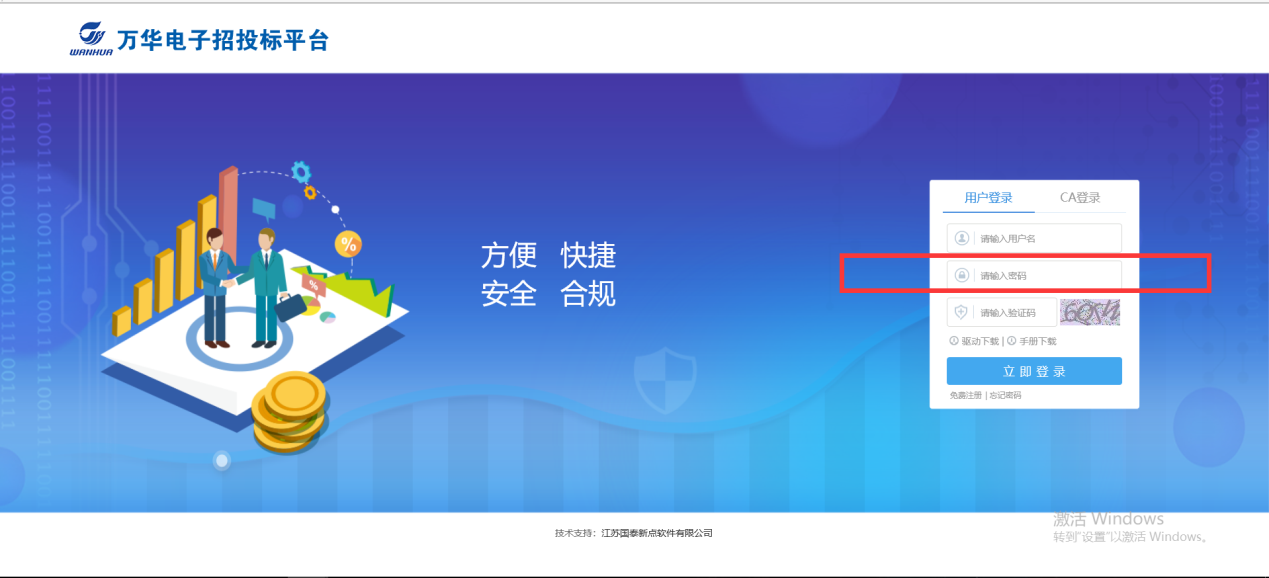 WANHUA 万华电子招投标平台
方便 快捷
安全 合规
%
%
用户登录 CA登录
请输入用户名
请输入密码
请输入验证码
驱动下载 | 手册下载
立即登录
免费注册 | 忘记密码
技术支持：江苏国泰新点软件有限公司
激活 Windows
转到"设置"以激活 Windows。